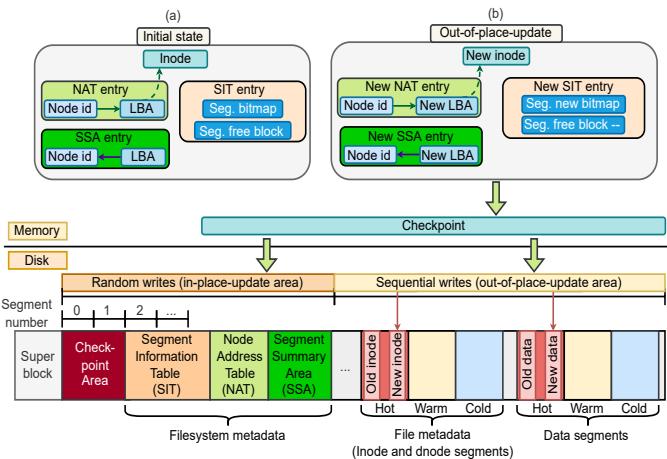 (a)
Initial state
Inode
NAT entry
Node id
LBA
SIT entry
Seg. bitmap
Seg. free block
SSA entry
Node id
LBA
(b)
Out-of-place-update
New inode
New NAT entry
Node id
New LBA
New SIT entry
Seg. new bitmap
Seg. free block --
New SSA entry
Node id
New LBA
Checkpoint
Memory
Disk
Random writes (in-place-update area)
Sequential writes (out-of-place-update area)
Segment
number
0
1
2
...
Super
block
Check-
point
Area
Segment
Information
Table
(SIT)
Node
Address
Table
(NAT)
Segment
Summary
Area
(SSA)
...
Old inode
New inode
Old data
New data
Hot
Warm
Cold
Hot
Warm
Cold
Filesystem metadata
File metadata
(Inode and dnode segments)
Data segments